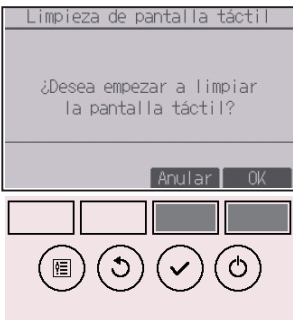 Limpieza de pantalla táctil
¿Desea empezar a limpiar
la pantalla táctil?
Anular
OK